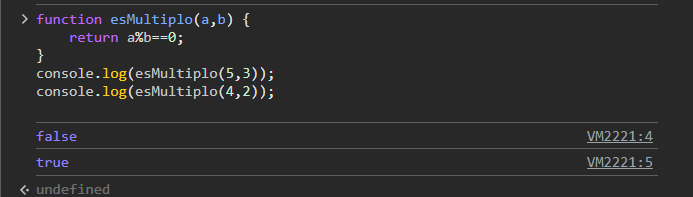 function esMultiplo(a,b) {
    return a%b==0;
}
console.log(esMultiplo(5,3));
console.log(esMultiplo(4,2));
false VM2221:4
true VM2221:5
undefined